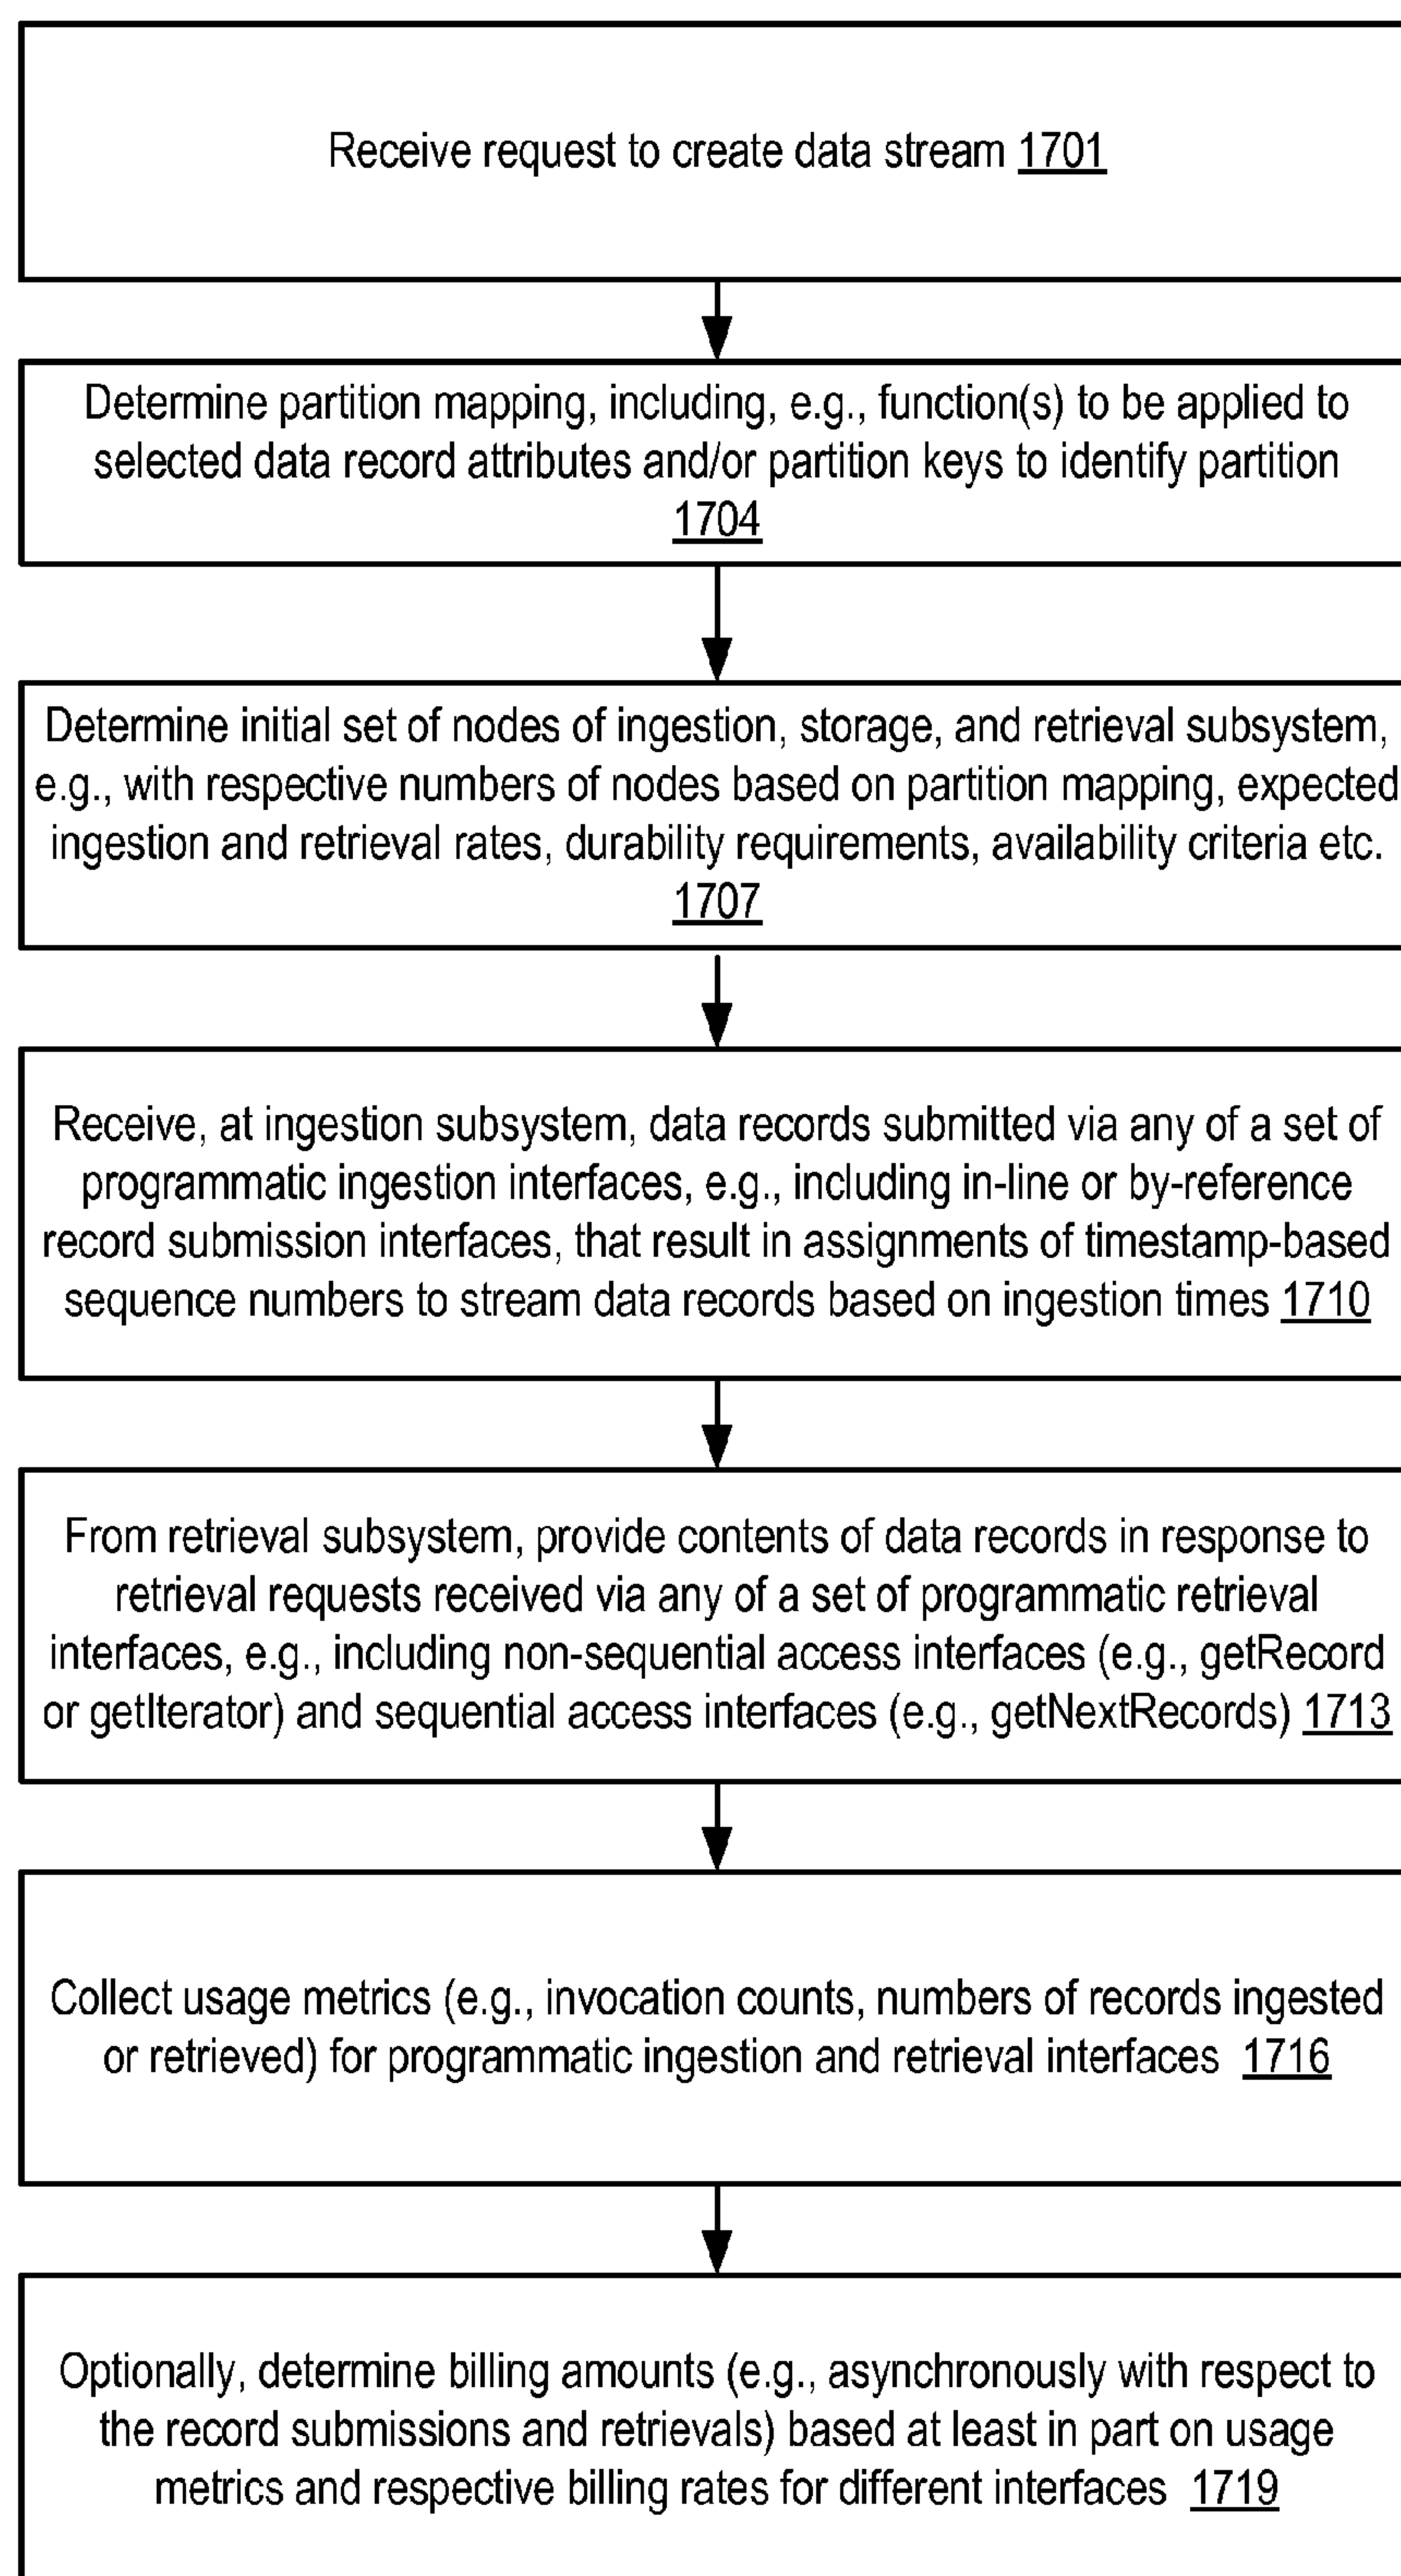 Receive request to create data stream 1701
Determine partition mapping, including, e.g., function(s) to be applied to
selected data record attributes and/or partition keys to identify partition
1704
Determine initial set of nodes of ingestion, storage, and retrieval subsystem,
e.g., with respective numbers of nodes based on partition mapping, expected
ingestion and retrieval rates, durability requirements, availability criteria etc.
1707
Receive, at ingestion subsystem, data records submitted via any of a set of
programmatic ingestion interfaces, e.g., including in-line or by-reference
record submission interfaces, that result in assignments of timestamp-based
sequence numbers to stream data records based on ingestion times 1710
From retrieval subsystem, provide contents of data records in response to
retrieval requests received via any of a set of programmatic retrieval
interfaces, e.g., including non-sequential access interfaces (e.g., getRecord
or getIterator) and sequential access interfaces (e.g., getNextRecords) 1713
Collect usage metrics (e.g., invocation counts, numbers of records ingested
or retrieved) for programmatic ingestion and retrieval interfaces 1716
Optionally, determine billing amounts (e.g., asynchronously with respect to
the record submissions and retrievals) based at least in part on usage
metrics and respective billing rates for different interfaces 1719